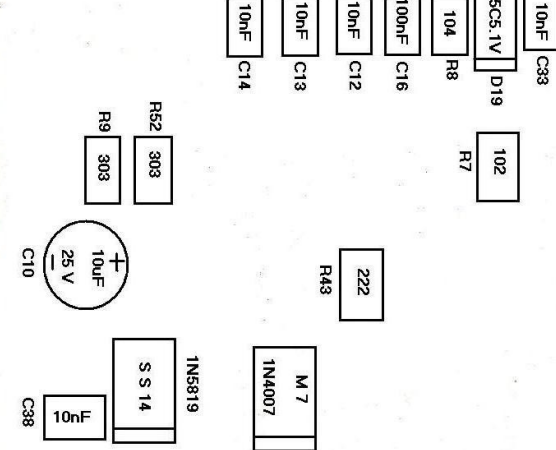 10nF
10nF
10nF
100nF
104
5C5.1V
10nF
C14
C13
C12
C16
R8
D19
C33
R9
R52
303
303
102
R7
+
10uF
25 V
−
C10
222
R43
S S 14
1N5819
M 7
1N4007
10nF
C38